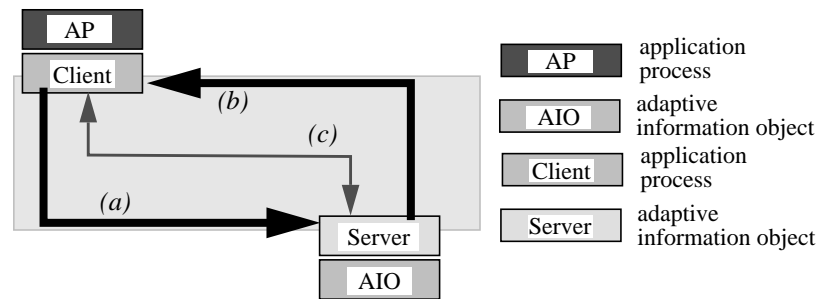 AP
Client
(b)
(c)
(a)
Server
AIO
AP
application
process
AIO
adaptive
information object
Client
application
process
Server
adaptive
information object